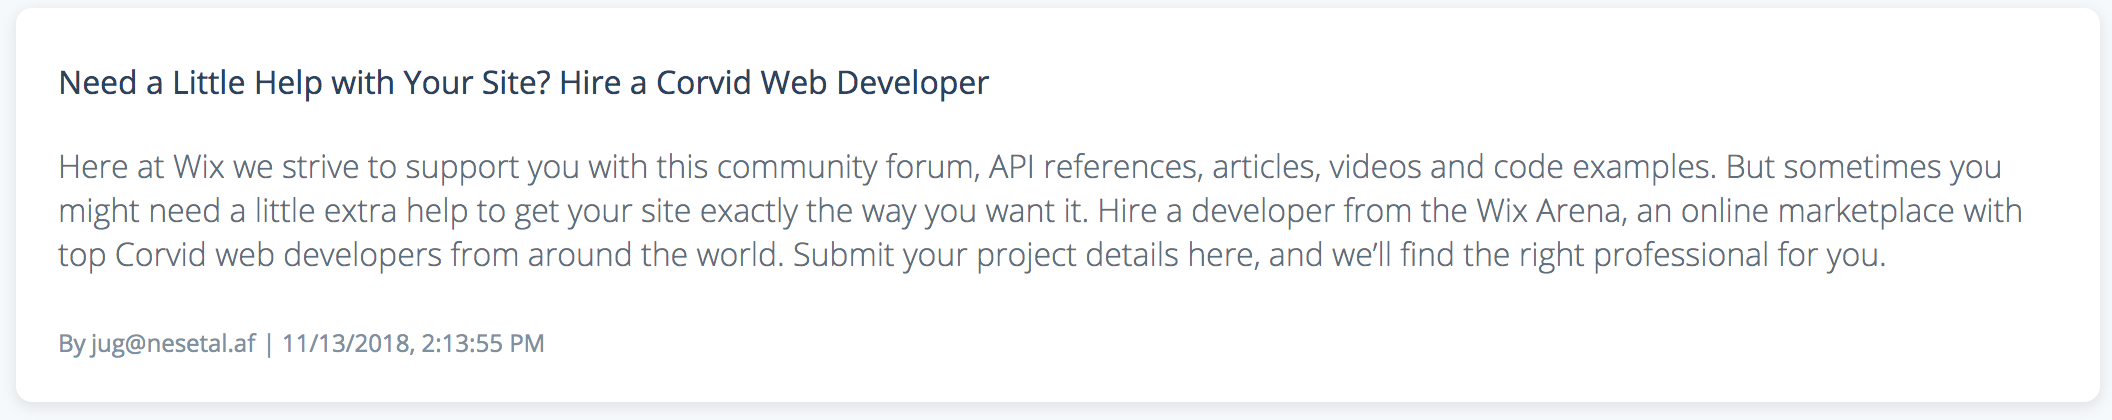 Need a Little Help with Your Site? Hire a Corvid Web Developer
Here at Wix we strive to support you with this community forum, API references, articles, videos and code examples. But sometimes you
might need a little extra help to get your site exactly the way you want it. Hire a developer from the Wix Arena, an online marketplace with
top Corvid web developers from around the world. Submit your project details here, and we’ll find the right professional for you.
By jug@nesetal.af | 11/13/2018, 2:13:55 PM